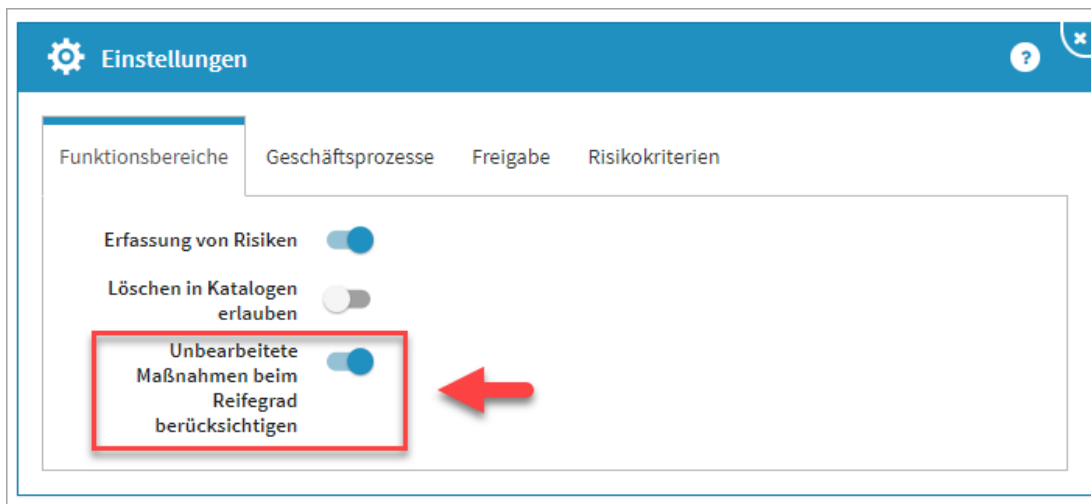 Einstellungen
?
Funktionsbereiche Geschäftsprozesse Freigabe Risikokriterien
Erfassung von Risiken
Löschen in Katalogen
erlauben
Unbearbeitete
Maßnahmen beim
Reifegrad
berücksichtigen